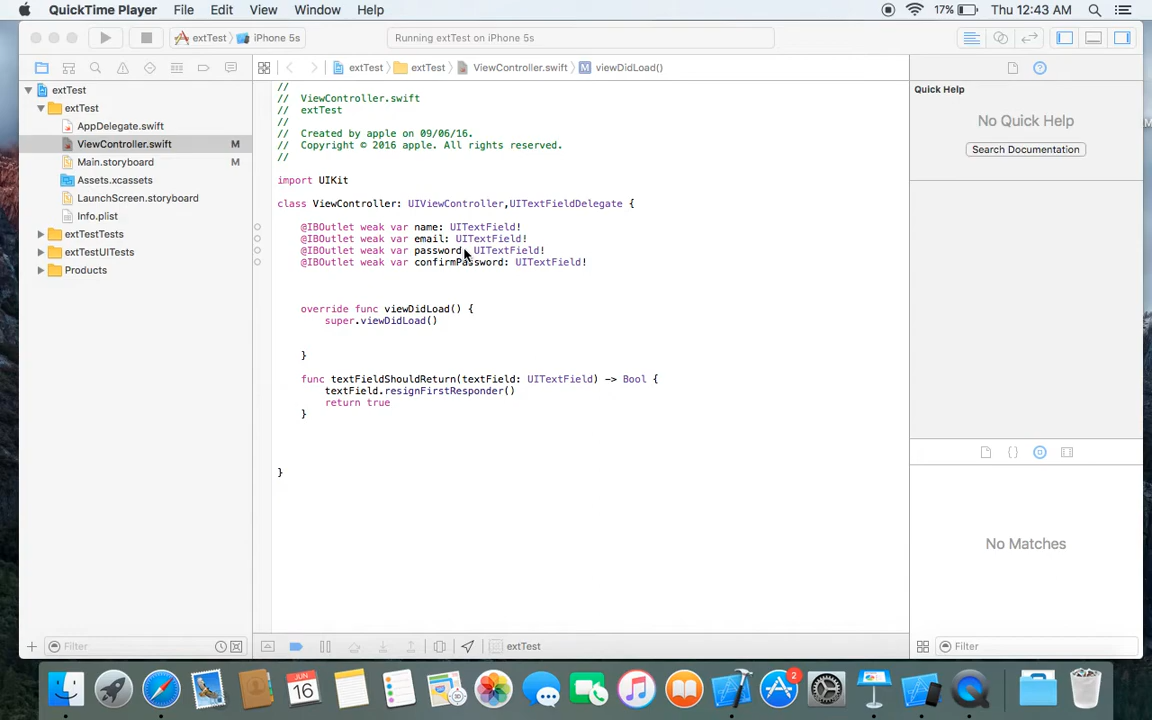 QuickTime Player File Edit View Window Help 17% Thu 12:43 AM
extTest iPhone 5s Running extTest on iPhone 5s
extTest extTest ViewController.swift M viewDidLoad()
extTest
extTest
AppDelegate.swift
ViewController.swift M
Main.storyboard M
Assets.xcassets
LaunchScreen.storyboard
Info.plist
extTestTests
extTestUITests
Products
Filter
//
// ViewController.swift
// extTest
//
// Created by apple on 09/06/16.
// Copyright © 2016 apple. All rights reserved.
//
import UIKit
class ViewController: UIViewController,UITextFieldDelegate {
@IBOutlet weak var name: UITextField!
@IBOutlet weak var email: UITextField!
@IBOutlet weak var password: UITextField!
@IBOutlet weak var confirmPassword: UITextField!
override func viewDidLoad() {
super.viewDidLoad()
}
func textFieldShouldReturn(textField: UITextField) -> Bool {
textField.resignFirstResponder()
return true
}
}
extTest
Quick Help
No Quick Help
Search Documentation
{}
No Matches
Filter
JUN
16
2